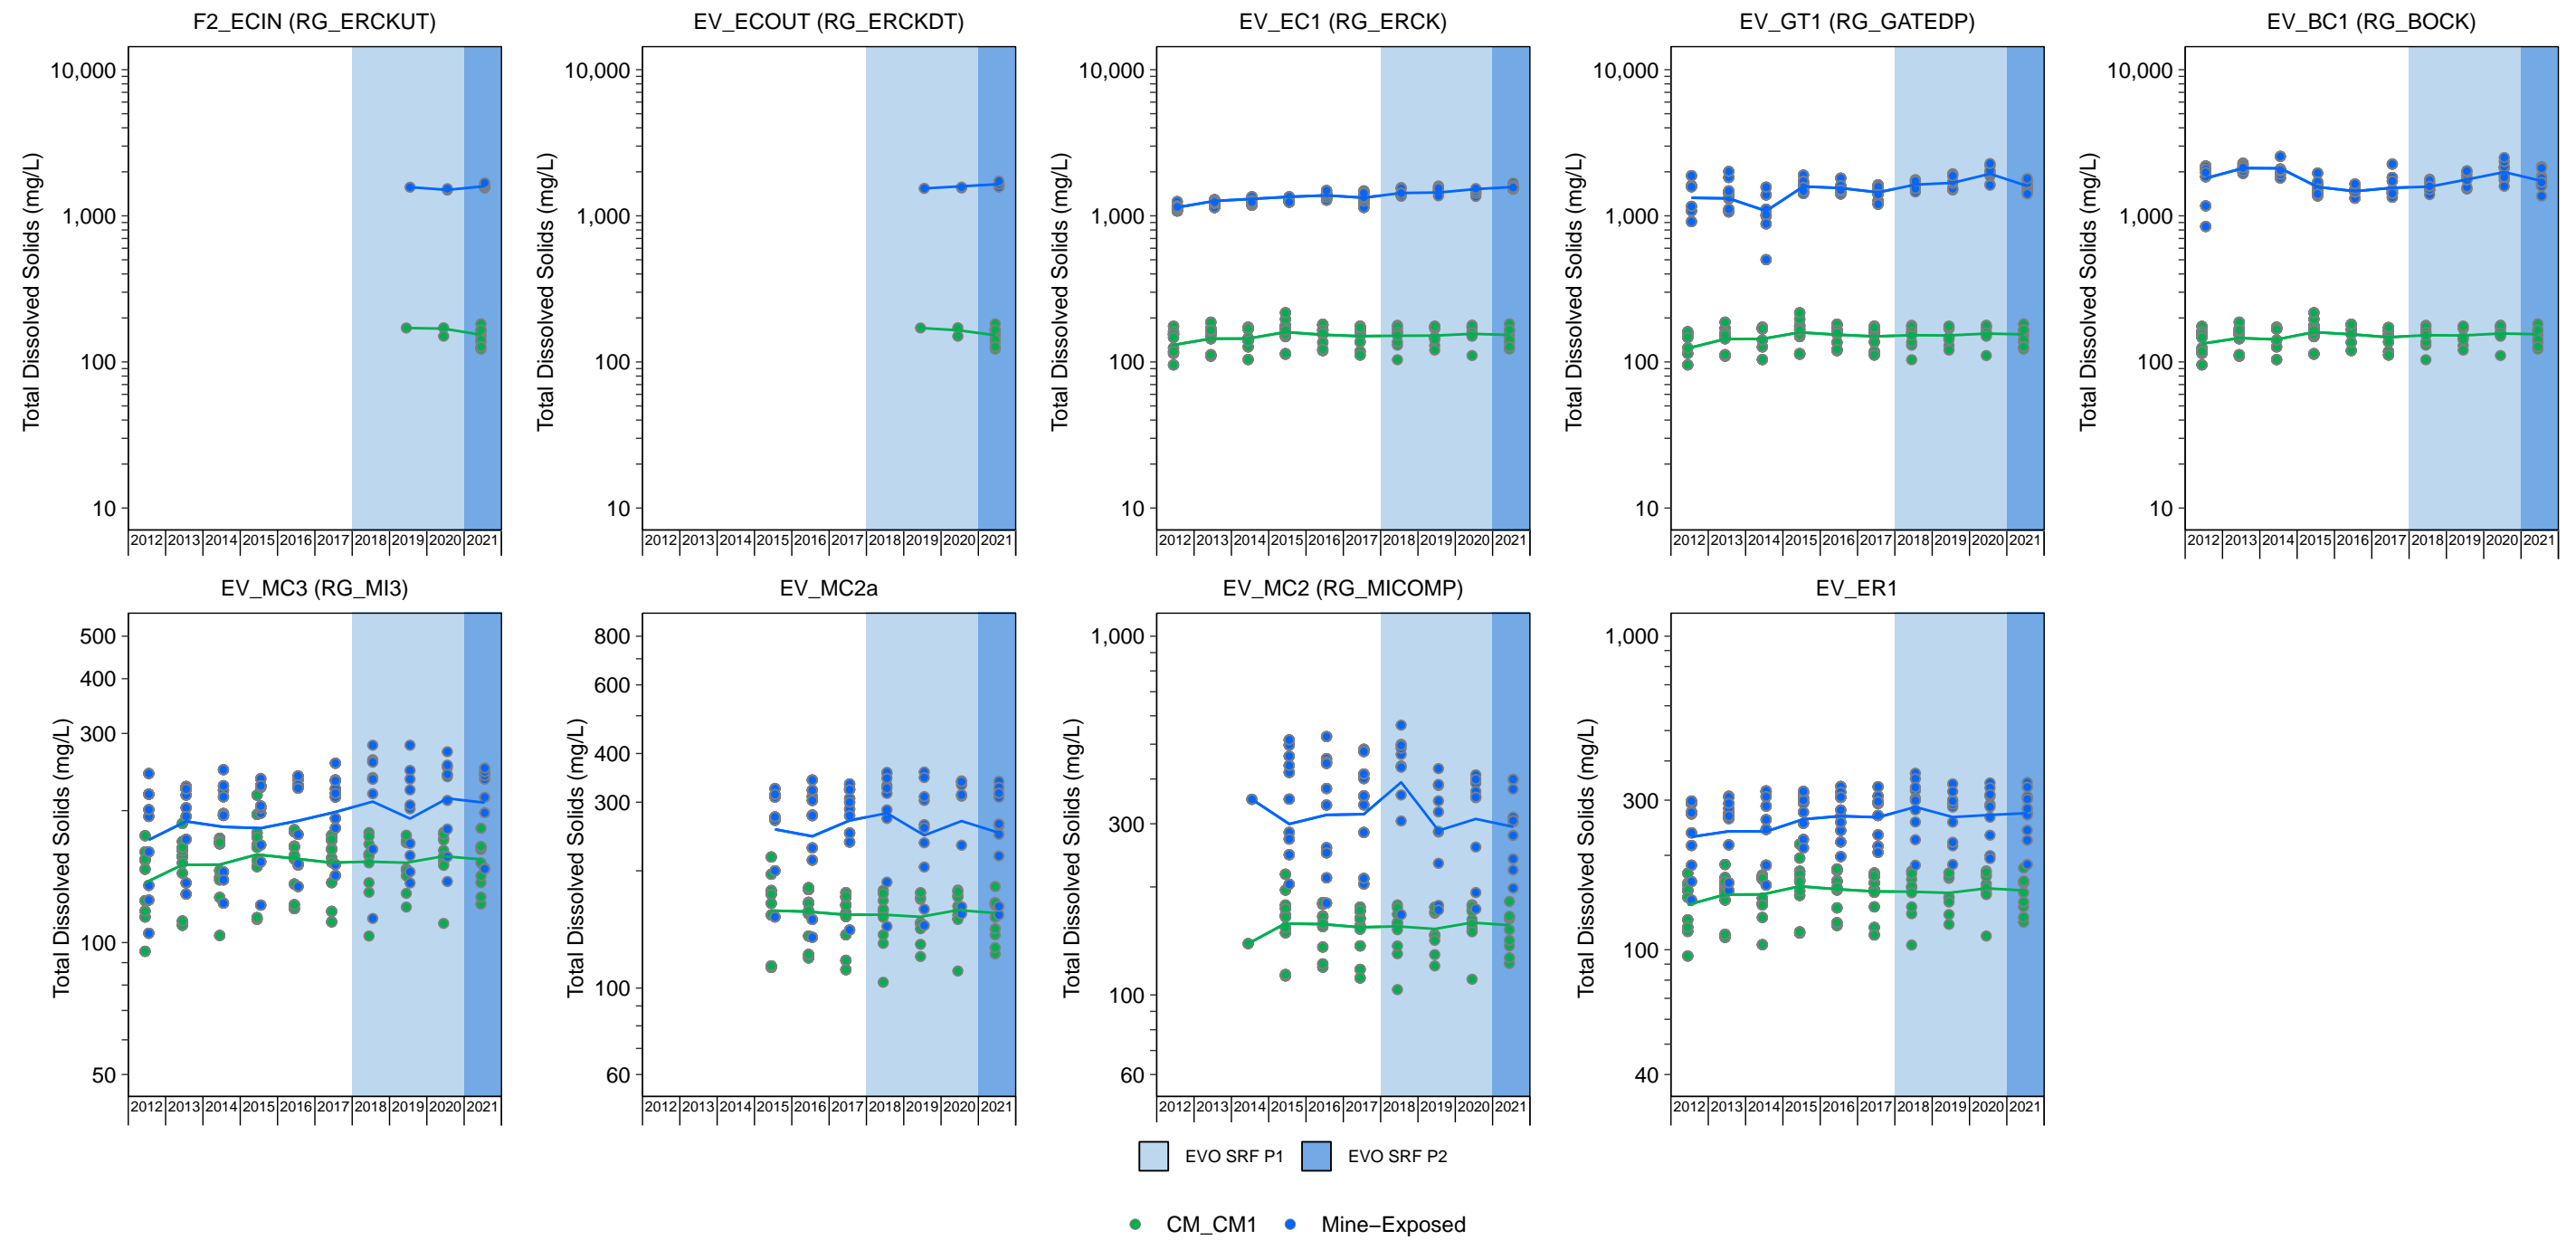 F2_ECIN (RG_ERCKUT)
Total Dissolved Solids (mg/L)
10,000
1,000
100
10
2012 2013 2014 2015 2016 2017 2018 2019 2020 2021
EV_ECOUT (RG_ERCKDT)
Total Dissolved Solids (mg/L)
10,000
1,000
100
10
2012 2013 2014 2015 2016 2017 2018 2019 2020 2021
EV_EC1 (RG_ERCK)
Total Dissolved Solids (mg/L)
10,000
1,000
100
10
2012 2013 2014 2015 2016 2017 2018 2019 2020 2021
EV_GT1 (RG_GATEDP)
Total Dissolved Solids (mg/L)
10,000
1,000
100
10
2012 2013 2014 2015 2016 2017 2018 2019 2020 2021
EV_BC1 (RG_BOCK)
Total Dissolved Solids (mg/L)
10,000
1,000
100
10
2012 2013 2014 2015 2016 2017 2018 2019 2020 2021
EV_MC3 (RG_MI3)
Total Dissolved Solids (mg/L)
500
400
300
100
50
2012 2013 2014 2015 2016 2017 2018 2019 2020 2021
EV_MC2a
Total Dissolved Solids (mg/L)
800
600
400
300
100
60
2012 2013 2014 2015 2016 2017 2018 2019 2020 2021
EV_MC2 (RG_MICOMP)
Total Dissolved Solids (mg/L)
1,000
300
100
60
2012 2013 2014 2015 2016 2017 2018 2019 2020 2021
EV_ER1
Total Dissolved Solids (mg/L)
1,000
300
100
40
2012 2013 2014 2015 2016 2017 2018 2019 2020 2021
EVO SRF P1 EVO SRF P2
CM_CM1 Mine−Exposed